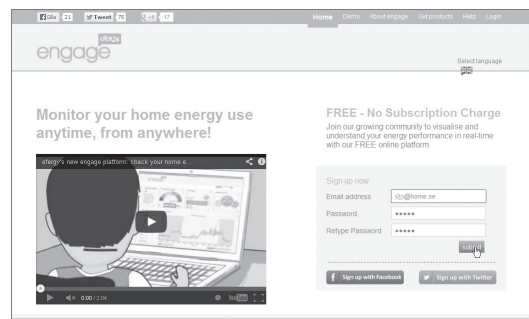 Gilla 21 Tweet 76 +1 17
Home Demo About engage Get products Help Login
efergy
engage
Select language
Monitor your home energy use
anytime, from anywhere!
efergy's new engage platform: check your home e...
0:00 / 2:04
YouTube
FREE - No Subscription Charge
Join our growing community to visualise and
understand your energy performance in real-time
with our FREE online platform.
Sign up now
Email address @home.se
Password •••••
Retype Password •••••
submit
Sign up with Facebook Sign up with Twitter